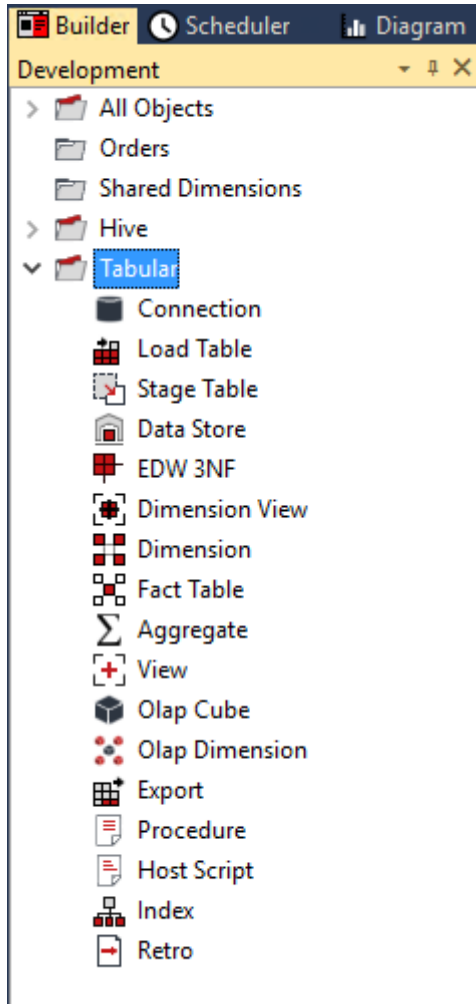 Builder Scheduler Diagram
Development
All Objects
Orders
Shared Dimensions
Hive
Tabular
Connection
Load Table
Stage Table
Data Store
EDW 3NF
Dimension View
Dimension
Fact Table
Aggregate
View
Olap Cube
Olap Dimension
Export
Procedure
Host Script
Index
Retro